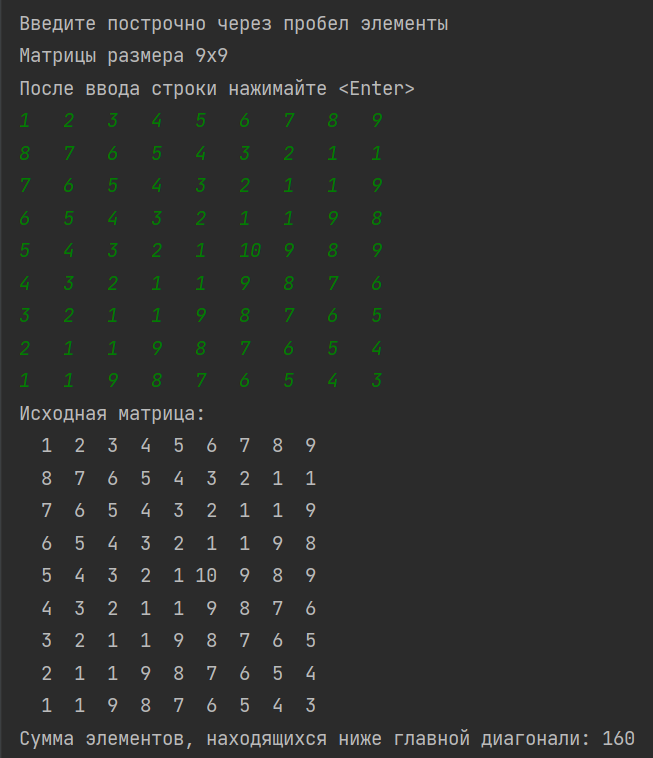 Введите построчно через пробел элементы
Матрицы размера 9x9
После ввода строки нажимайте <Enter>
1 2 3 4 5 6 7 8 9
8 7 6 5 4 3 2 1 1
7 6 5 4 3 2 1 1 9
6 5 4 3 2 1 1 9 8
5 4 3 2 1 10 9 8 9
4 3 2 1 1 9 8 7 6
3 2 1 1 9 8 7 6 5
2 1 1 9 8 7 6 5 4
1 1 9 8 7 6 5 4 3
Исходная матрица:
1 2 3 4 5 6 7 8 9
8 7 6 5 4 3 2 1 1
7 6 5 4 3 2 1 1 9
6 5 4 3 2 1 1 9 8
5 4 3 2 1 10 9 8 9
4 3 2 1 1 9 8 7 6
3 2 1 1 9 8 7 6 5
2 1 1 9 8 7 6 5 4
1 1 9 8 7 6 5 4 3
Сумма элементов, находящихся ниже главной диагонали: 160